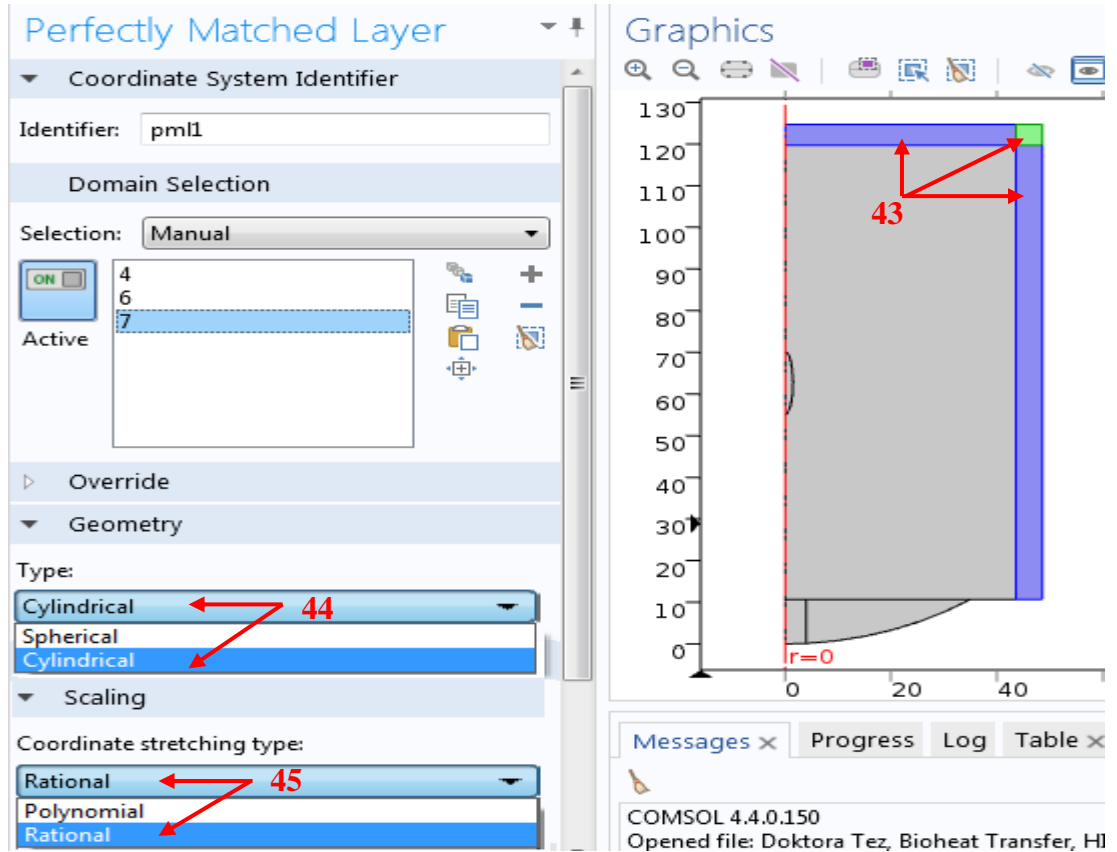 Perfectly Matched Layer
Coordinate System Identifier
Identifier: pml1
Domain Selection
Selection: Manual
ON
Active
4
6
7
Override
Geometry
Type:
Cylindrical
44
Spherical
Cylindrical
Scaling
Coordinate stretching type:
Rational
45
Polynomial
Rational
Graphics
130
120
110
100
90
80
70
60
50
40
30
20
10
0
43
r=0
0 20 40
Messages Progress Log Table
COMSOL 4.4.0.150
Opened file: Doktora Tez, Bioheat Transfer, HI